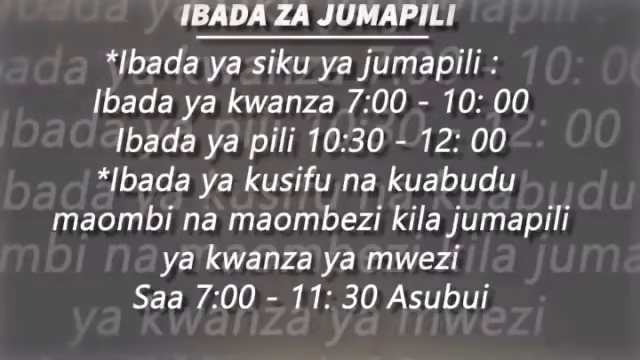 IBADA ZA JUMAPILI
*Ibada ya siku ya jumapili :
Ibada ya kwanza 7:00 - 10: 00
Ibada ya pili 10:30 - 12: 00
*Ibada ya kusifu na kuabudu
maombi na maombezi kila jumapili
ya kwanza ya mwezi
Saa 7:00 - 11: 30 Asubui